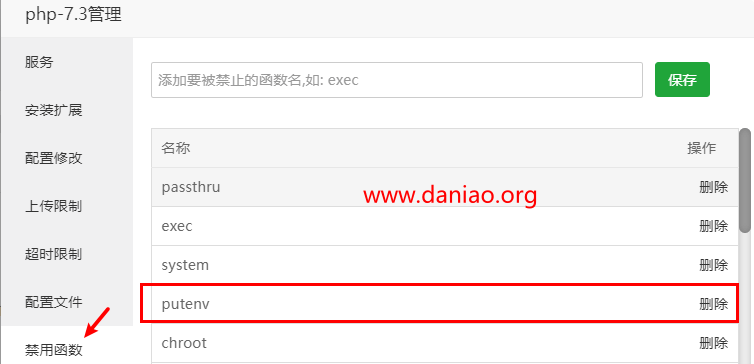 php-7.3管理
服务
安装扩展
配置修改
上传限制
超时限制
配置文件
禁用函数
添加要被禁止的函数名,如: exec 保存
名称 操作
passthru 删除
www.daniao.org
exec 删除
system 删除
putenv 删除
chroot 删除